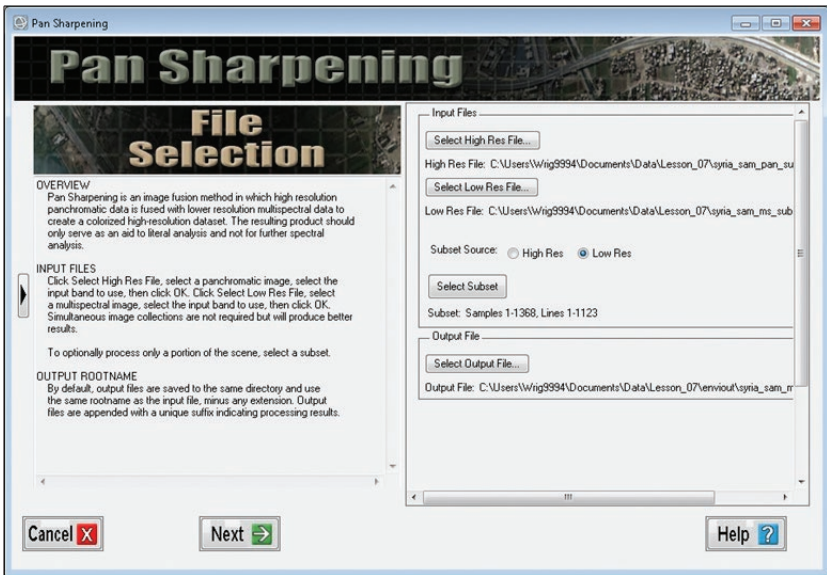 Pan Sharpening
Pan Sharpening
File
Selection
OVERVIEW
Pan Sharpening is an image fusion method in which high resolution
panchromatic data is fused with lower resolution multispectral data to
create a colorized high-resolution dataset. The resulting product should
only serve as an aid to literal analysis and not for further spectral
analysis.
INPUT FILES
Click Select High Res File, select a panchromatic image, select the
input band to use, then click OK. Click Select Low Res File, select
a multispectral image, select the input band to use, then click OK.
Simultaneous image collections are not required but will produce better
results.
To optionally process only a portion of the scene, select a subset.
OUTPUT ROOTNAME
By default, output files are saved to the same directory and use
the same rootname as the input file, minus any extension. Output
files are appended with a unique suffix indicating processing results.
Input Files
Select High Res File...
High Res File: C:\Users\Wrig9994\Documents\Data\Lesson_07\syria_sam_pan_su
Select Low Res File...
Low Res File: C:\Users\Wrig9994\Documents\Data\Lesson_07\syria_sam_ms_sub
Subset Source: High Res Low Res
Select Subset
Subset: Samples 1-1368, Lines 1-1123
Output File
Select Output File...
Output File: C:\Users\Wrig9994\Documents\Data\Lesson_07\enviout\syria_sam_m
Cancel X
Next
Help ?